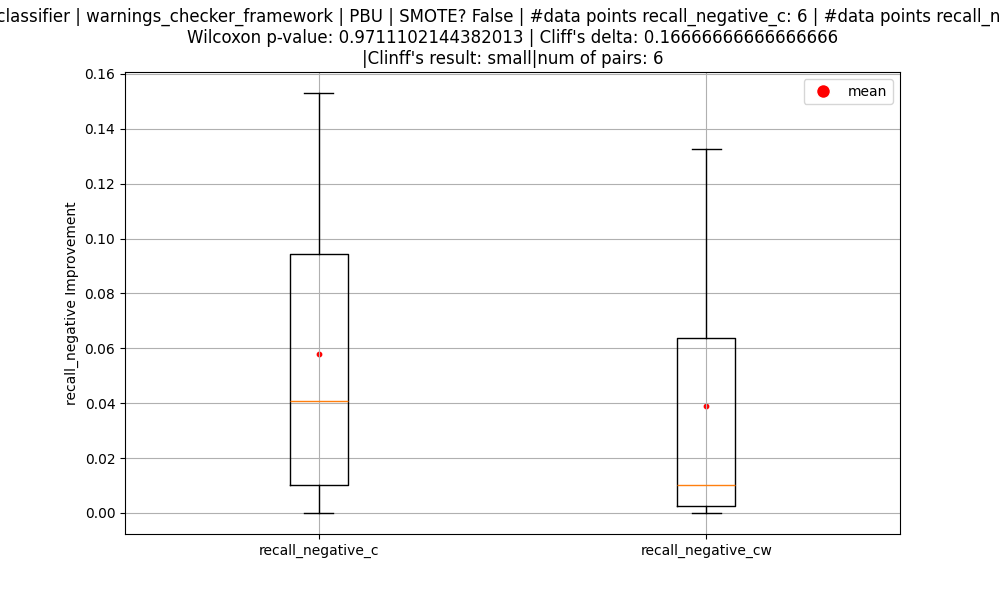 classifier | warnings_checker_framework | PBU | SMOTE? False | #data points recall_negative_c: 6 | #data points recall_n
Wilcoxon p-value: 0.9711102144382013 | Cliff's delta: 0.16666666666666666
|Clinff's result: small|num of pairs: 6
mean
0.16
0.14
0.12
0.10
0.08
0.06
0.04
0.02
0.00
recall_negative Improvement
recall_negative_c
recall_negative_cw